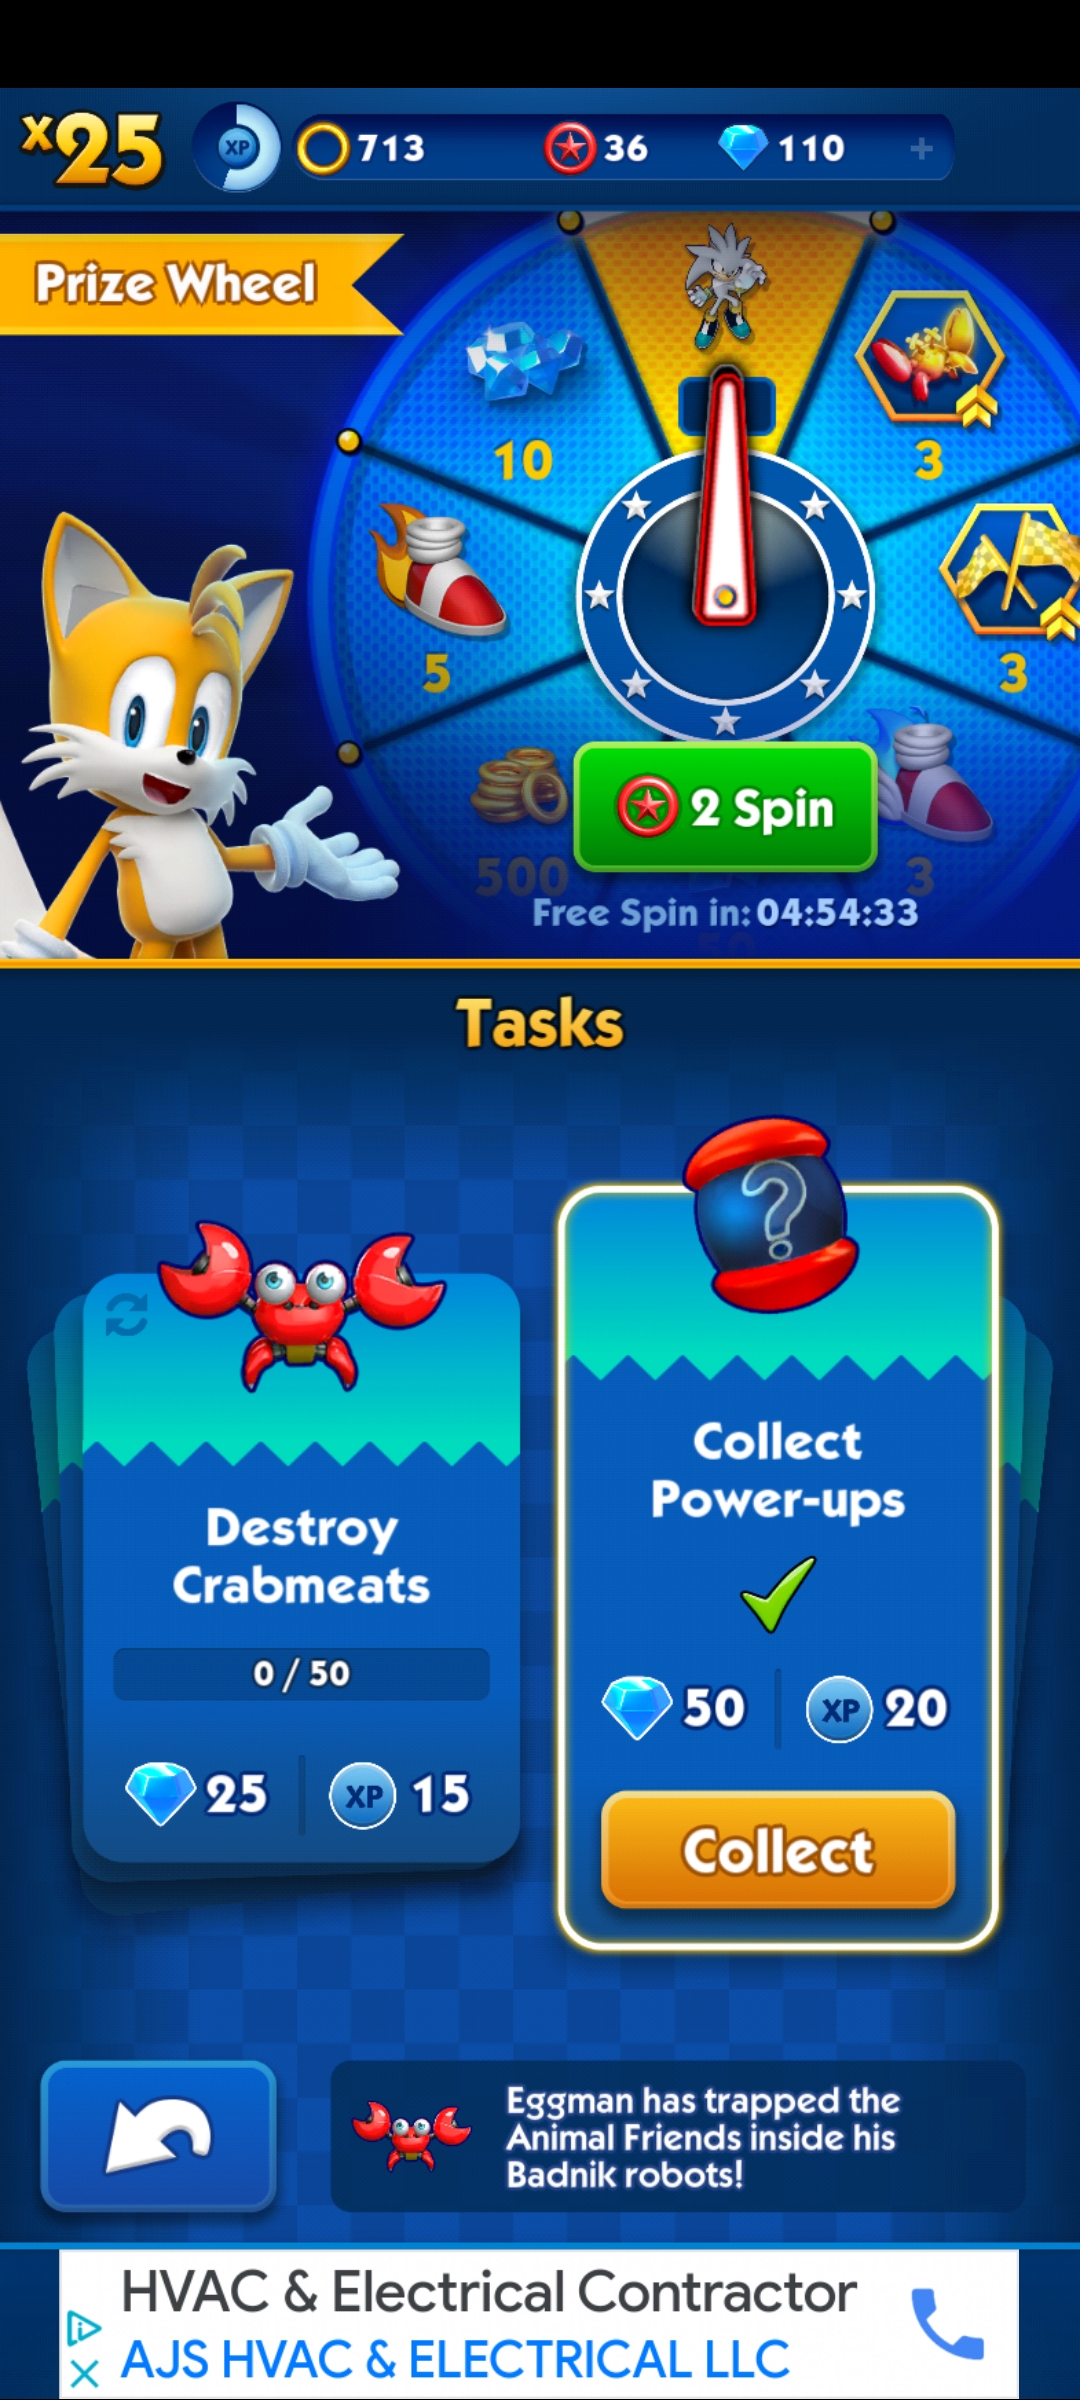 x25
XP
713
36
110
+
Prize Wheel
10
3
5
3
2 Spin
500
3
Free Spin in: 04:54:33
50
Tasks
?
Destroy
Crabmeats
0 / 50
25
XP
15
Collect
Power-ups
50
XP
20
Collect
Eggman has trapped the
Animal Friends inside his
Badnik robots!
HVAC & Electrical Contractor
AJS HVAC & ELECTRICAL LLC